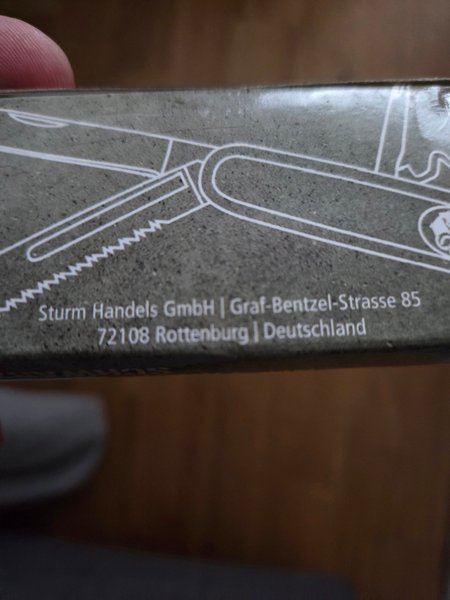 Sturm Handels GmbH | Graf-Bentzel-Strasse 85
72108 Rottenburg | Deutschland